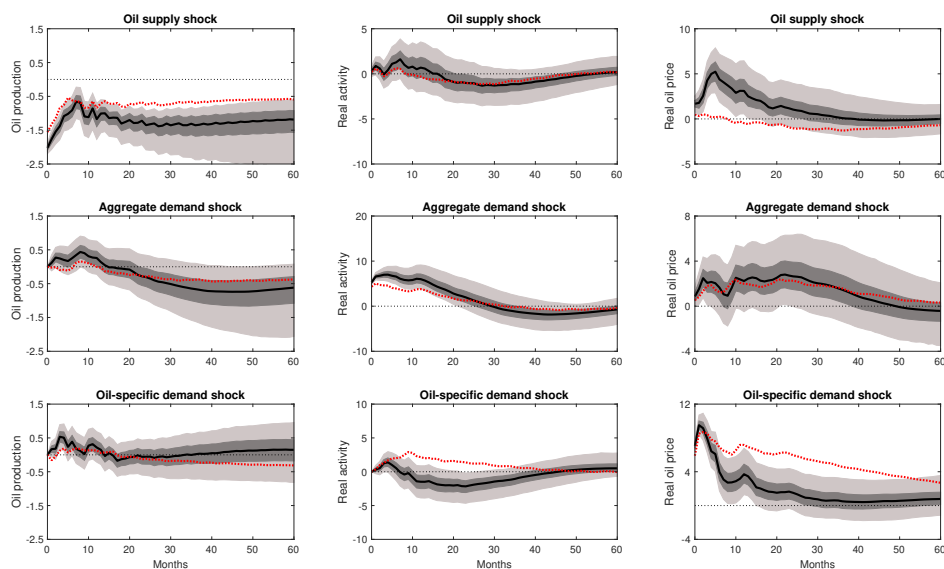 Oil supply shock
Oil production
1.5
0.5
-0.5
-1.5
-2.5
0 10 20 30 40 50 60
Oil supply shock
Real activity
5
0
-5
-10
0 10 20 30 40 50 60
Oil supply shock
Real oil price
10
5
0
-5
0 10 20 30 40 50 60
Aggregate demand shock
Oil production
1.5
0.5
-0.5
-1.5
-2.5
0 10 20 30 40 50 60
Aggregate demand shock
Real activity
20
10
0
-10
0 10 20 30 40 50 60
Aggregate demand shock
Real oil price
8
4
0
-4
0 10 20 30 40 50 60
Oil-specific demand shock
Oil production
1.5
0.5
-0.5
-1.5
-2.5
0 10 20 30 40 50 60
Months
Oil-specific demand shock
Real activity
10
5
0
-5
-10
0 10 20 30 40 50 60
Months
Oil-specific demand shock
Real oil price
12
8
4
0
-4
0 10 20 30 40 50 60
Months